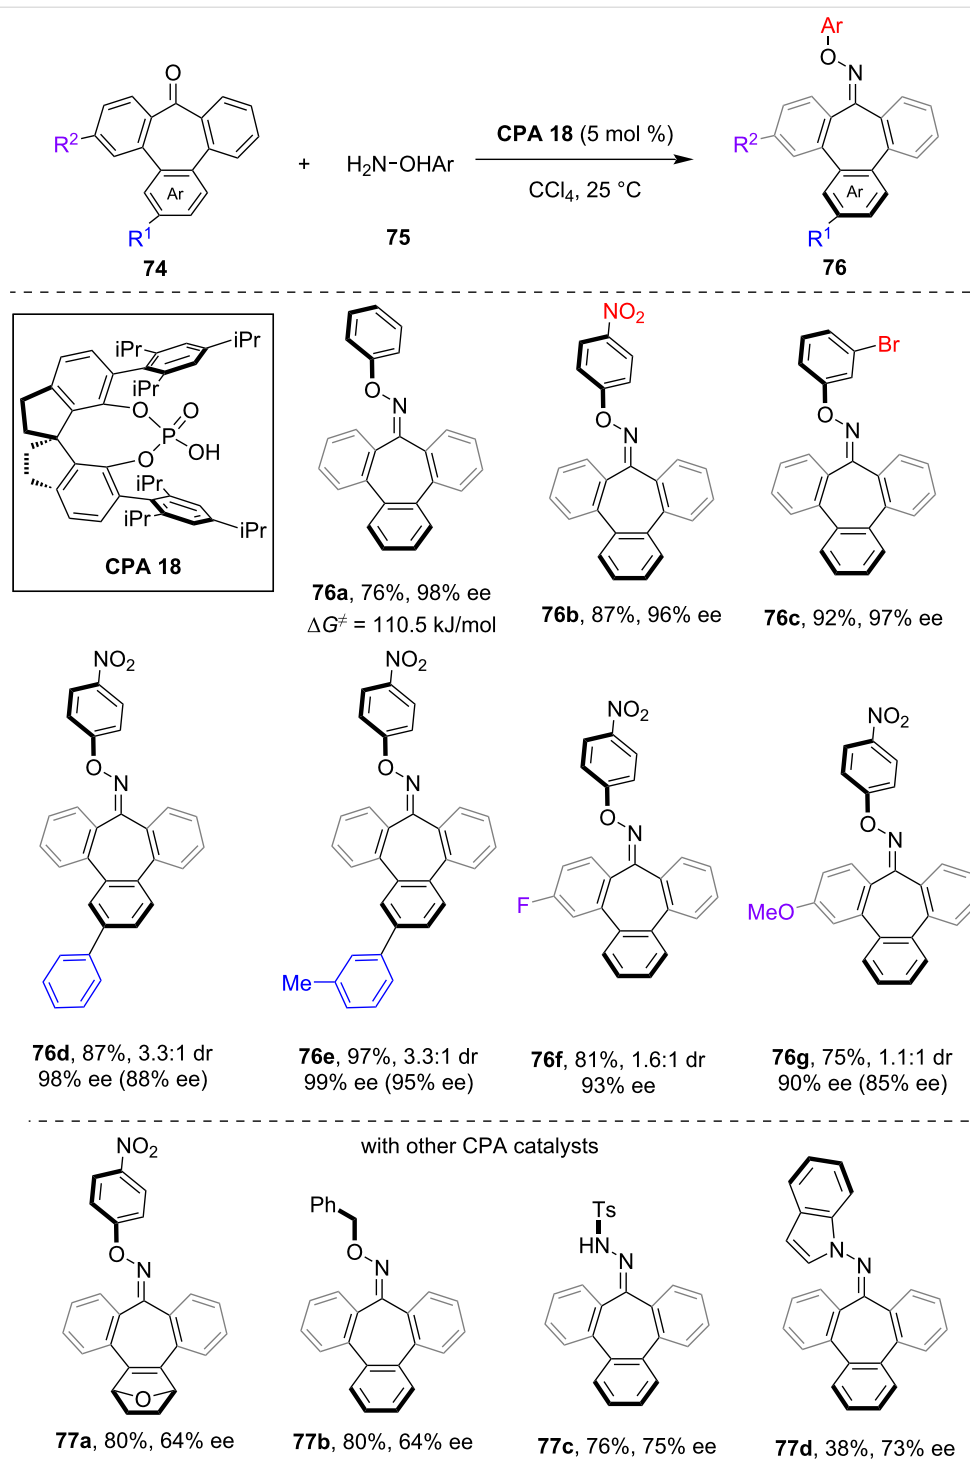 O
R²
Ar
R¹
74
+
H₂N–OHAr
75
CPA 18 (5 mol %)
CCl₄, 25 °C
Ar
O
N
R²
Ar
R¹
76
iPr
iPr
iPr
O
O
P
OH
O
iPr
iPr
iPr
CPA 18
O
N
76a, 76%, 98% ee
ΔG≠ = 110.5 kJ/mol
NO₂
O
N
76b, 87%, 96% ee
Br
O
N
76c, 92%, 97% ee
NO₂
O
N
76d, 87%, 3.3:1 dr
98% ee (88% ee)
NO₂
O
N
Me
76e, 97%, 3.3:1 dr
99% ee (95% ee)
NO₂
O
N
F
76f, 81%, 1.6:1 dr
93% ee
NO₂
O
N
MeO
76g, 75%, 1.1:1 dr
90% ee (85% ee)
with other CPA catalysts
NO₂
O
N
O
77a, 80%, 64% ee
Ph
O
N
77b, 80%, 64% ee
Ts
HN
N
77c, 76%, 75% ee
N
N
77d, 38%, 73% ee